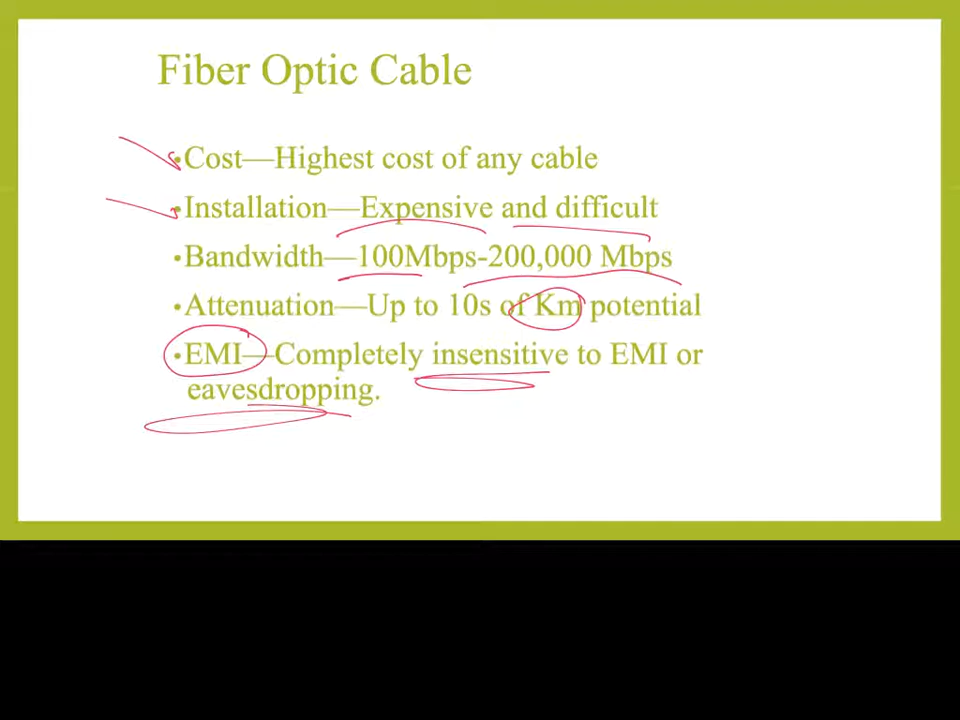 Fiber Optic Cable
•Cost—Highest cost of any cable
•Installation—Expensive and difficult
•Bandwidth—100Mbps-200,000 Mbps
•Attenuation—Up to 10s of Km potential
•EMI—Completely insensitive to EMI or
eavesdropping.